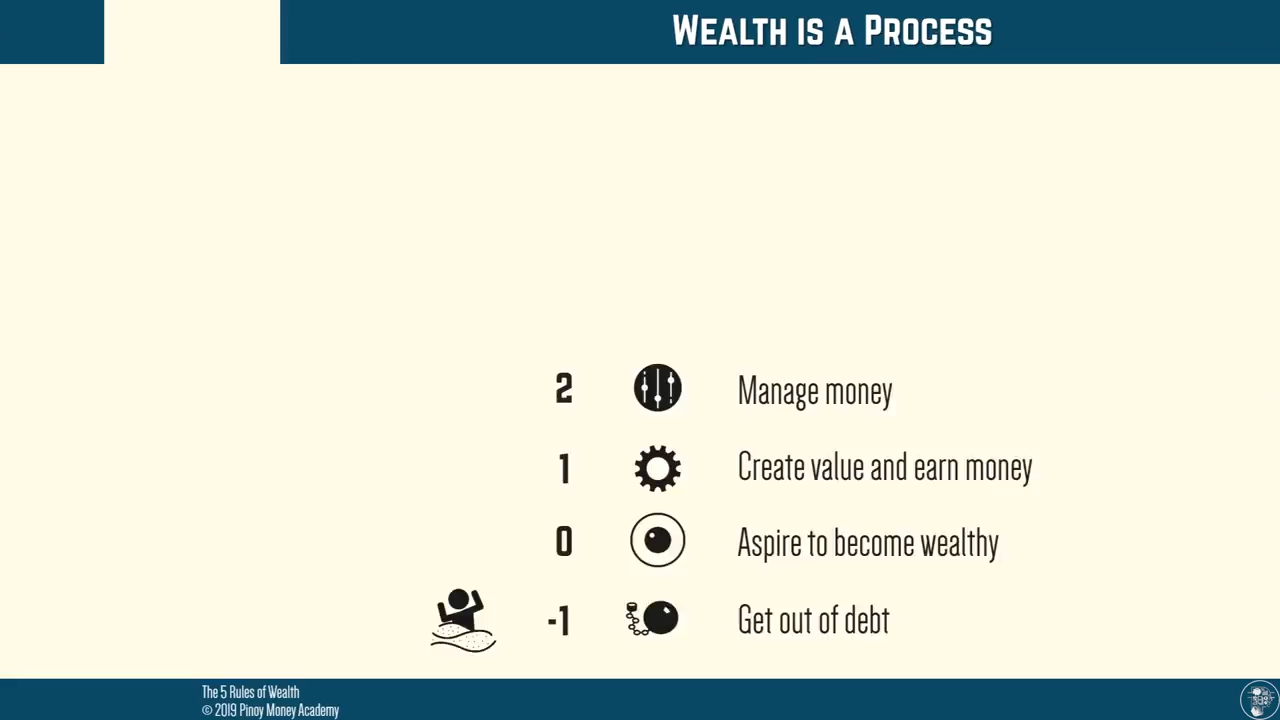 WEALTH IS A PROCESS
2 Manage money
1 Create value and earn money
0 Aspire to become wealthy
-1 Get out of debt
The 5 Rules of Wealth
© 2019 Pinoy Money Academy